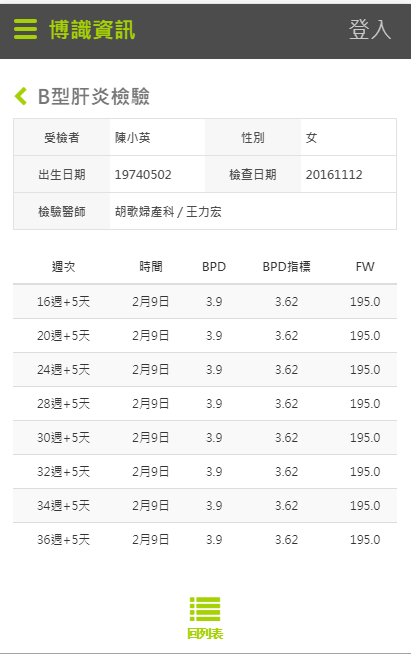 博識資訊 登入
B型肝炎檢驗
受檢者 陳小英 性別 女
出生日期 19740502 檢查日期 20161112
檢驗醫師 胡歌婦產科 / 王力宏
週次 時間 BPD BPD指標 FW
16週+5天 2月9日 3.9 3.62 195.0
20週+5天 2月9日 3.9 3.62 195.0
24週+5天 2月9日 3.9 3.62 195.0
28週+5天 2月9日 3.9 3.62 195.0
30週+5天 2月9日 3.9 3.62 195.0
32週+5天 2月9日 3.9 3.62 195.0
34週+5天 2月9日 3.9 3.62 195.0
36週+5天 2月9日 3.9 3.62 195.0
回列表